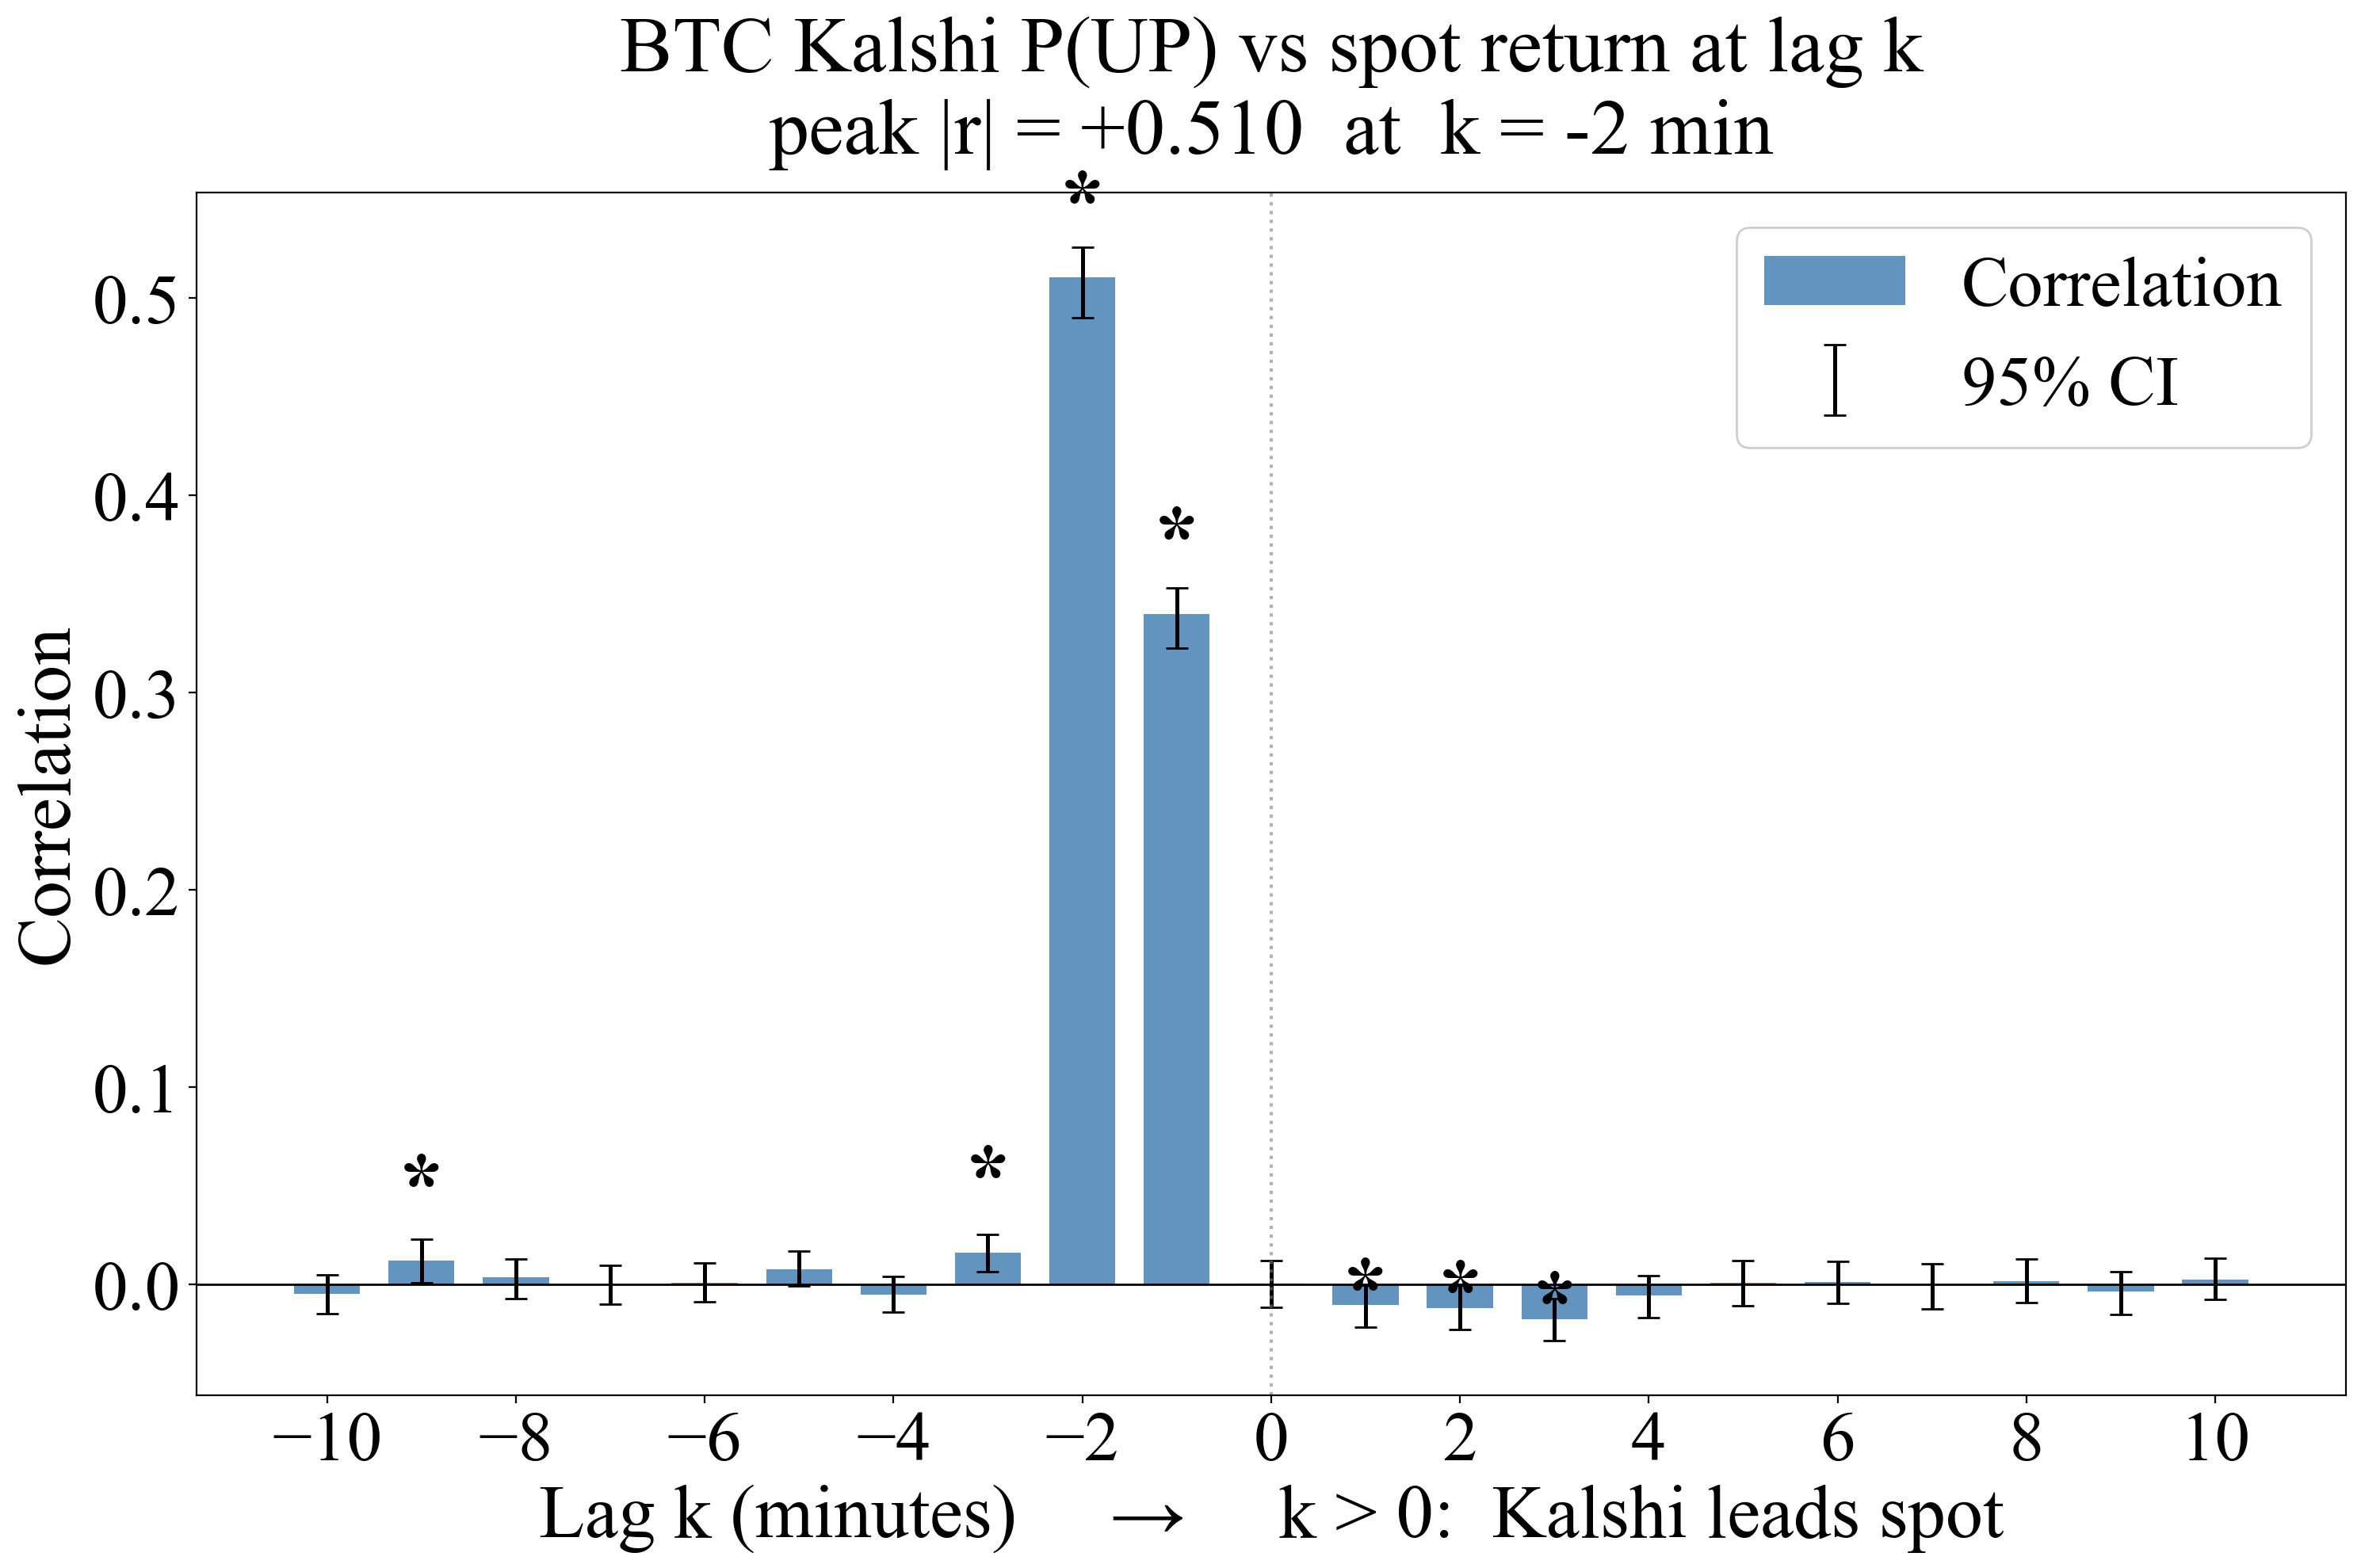 BTC Kalshi P(UP) vs spot return at lag k
peak |r| = +0.510 at k = -2 min
Correlation
95% CI
Correlation
0.5
0.4
0.3
0.2
0.1
0.0
* * * * * * *
−10 −8 −6 −4 −2 0 2 4 6 8 10
Lag k (minutes) → k > 0: Kalshi leads spot